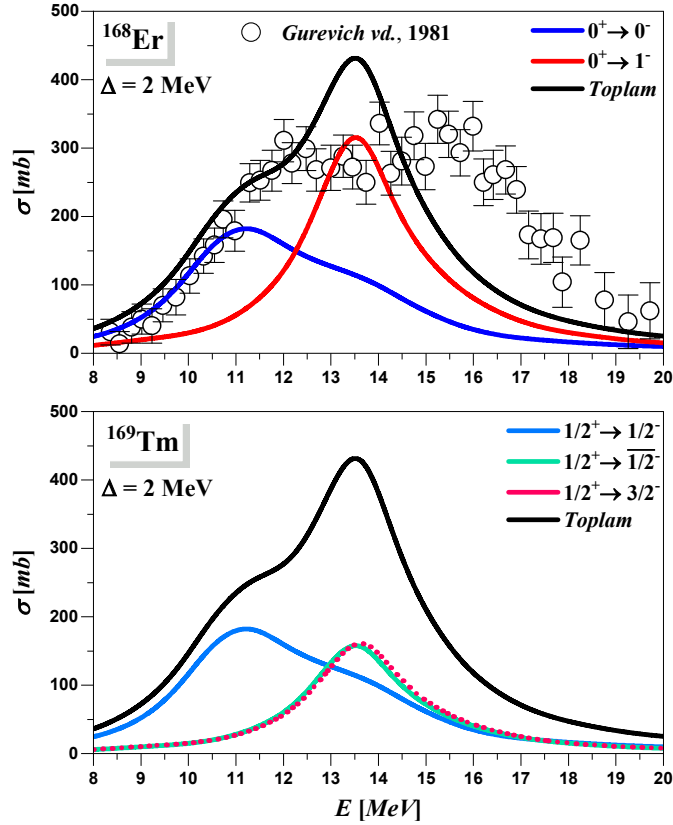 ¹⁶⁸Er
Δ = 2 MeV
Gurevich vd., 1981
0⁺→ 0⁻
0⁺→ 1⁻
Toplam
σ [mb]
500
400
300
200
100
0
8 9 10 11 12 13 14 15 16 17 18 19 20
¹⁶⁹Tm
Δ = 2 MeV
1/2⁺→ 1/2⁻
1/2⁺→ 1̅/̅2̅⁻
1/2⁺→ 3/2⁻
Toplam
σ [mb]
500
400
300
200
100
0
8 9 10 11 12 13 14 15 16 17 18 19 20
E [MeV]